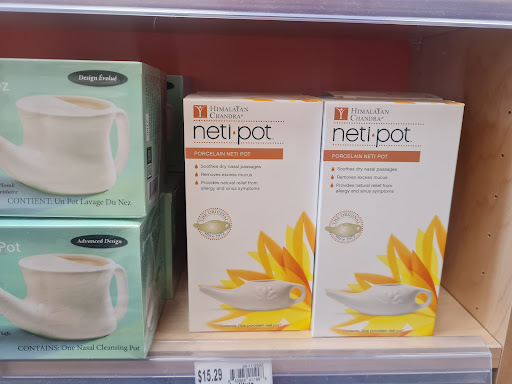 ez
Design Évolué
CONTIENT: Un Pot Lavage Du Nez
Pot
Advanced Design
CONTAINS: One Nasal Cleansing Pot
HIMALAYAN
CHANDRA®
neti·pot
PORCELAIN NETI POT
Soothes dry nasal passages
Removes excess mucus
Provides natural relief from
allergy and sinus symptoms
HIMALAYAN
CHANDRA®
neti·pot
PORCELAIN NETI POT
Soothes dry nasal passages
Removes excess mucus
Provides natural relief from
allergy and sinus symptoms
$15.29